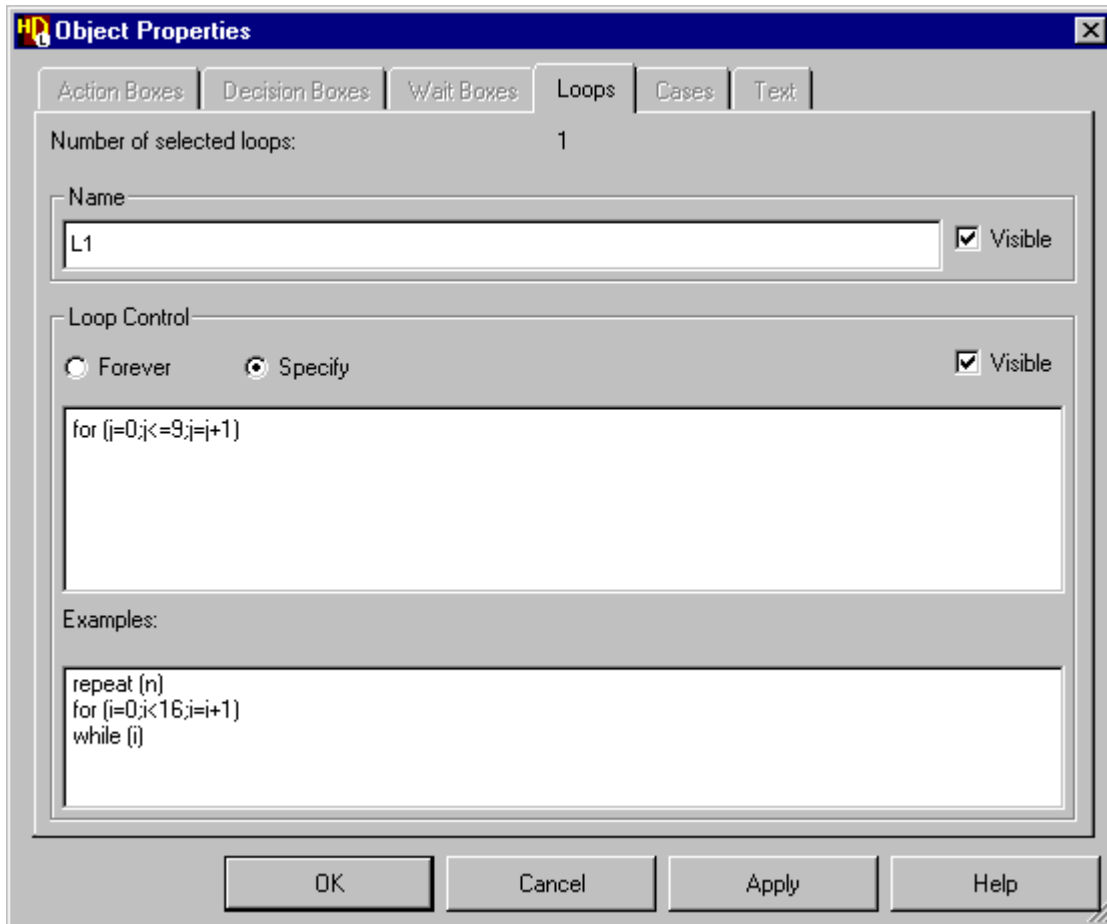 HDL Object Properties
Action Boxes Decision Boxes Wait Boxes Loops Cases Text
Number of selected loops: 1
Name
L1 Visible
Loop Control
Forever Specify Visible
for (j=0;j<=9;j=j+1)
Examples:
repeat (n)
for (i=0;i<16;i=i+1)
while (i)
OK Cancel Apply Help